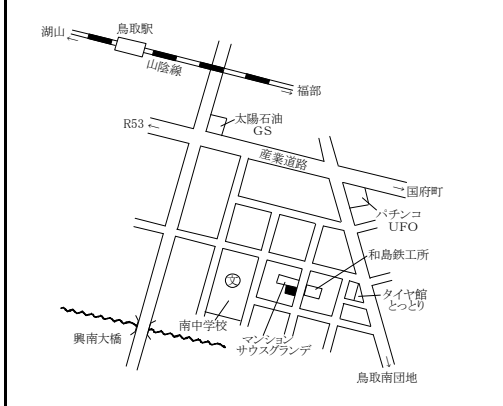 鳥取駅
湖山
←
山陰線
→
福部
太陽石油
GS
R53 ←
産業道路
→
国府町
パチンコ
UFO
和島鉄工所
文
タイヤ館
とっとり
南中学校
マンション
サウスグランデ
興南大橋
→
鳥取南団地